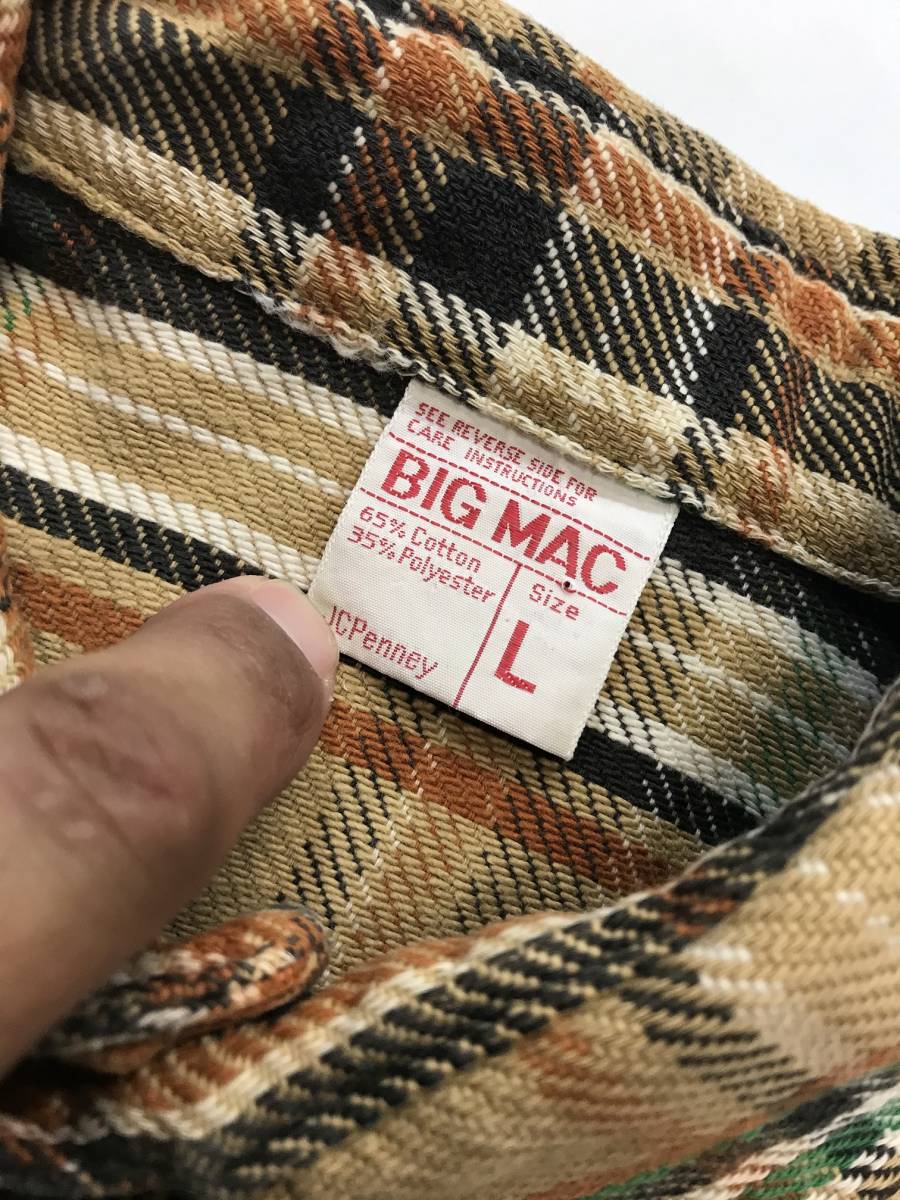 SEE REVERSE SIDE FOR
CARE INSTRUCTIONS
BIG MAC
65% Cotton
35% Polyester
Size
L
JCPenney